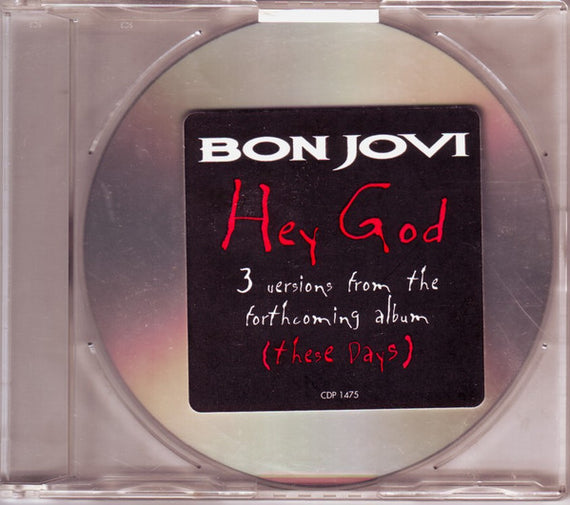 BON JOVI
Hey God
3 versions from the
forthcoming album
(these Days)
CDP 1475